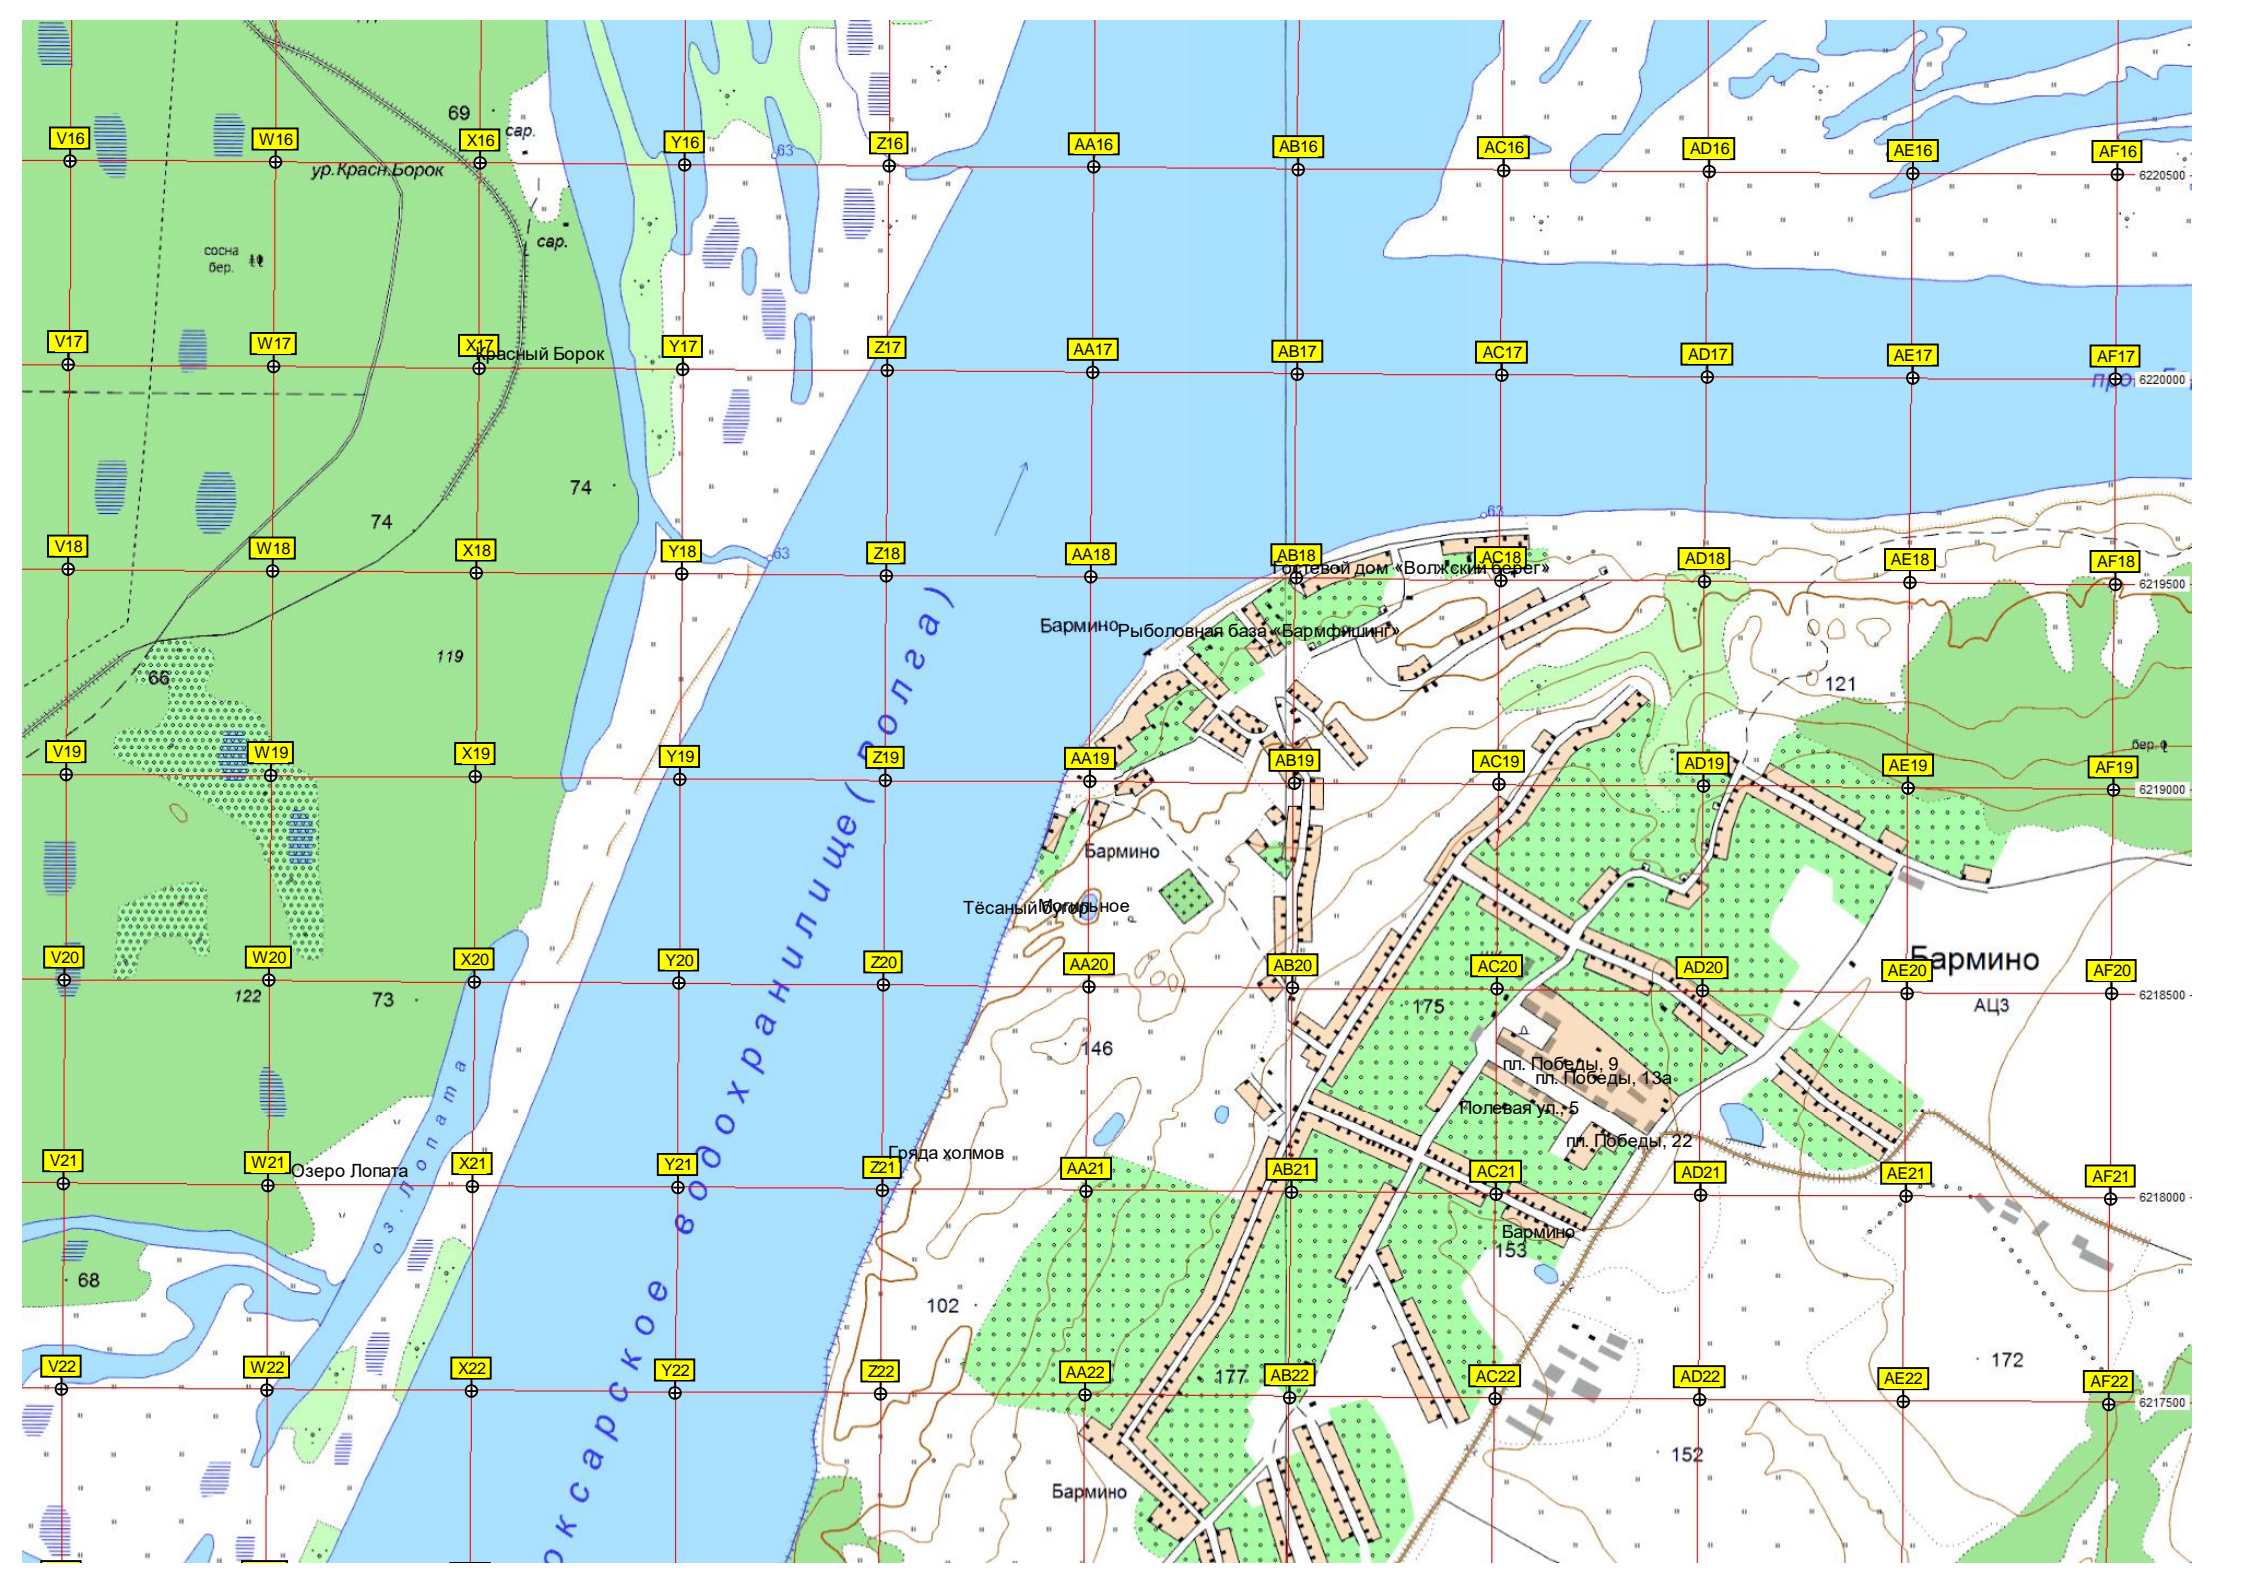 69
сар.
V16
W16
X16
Y16
63
Z16
AA16
AB16
AC16
AD16
AE16
AF16
6220500
ур.Красн.Борок
сар.
сосна
бер.
V17
W17
X17
Красный Борок
Y17
Z17
AA17
AB17
AC17
AD17
AE17
AF17
6220000
74
74
63
V18
W18
X18
Y18
63
Z18
AA18
AB18
AC18
AD18
AE18
AF18
6219500
Гостевой дом «Волжский берег»
Бармино
Рыболовная база «Бармфишинг»
119
66
121
бер.
V19
W19
X19
Y19
Z19
AA19
AB19
AC19
AD19
AE19
AF19
6219000
Бармино
Тёсаный бугор
Могильное
V20
W20
X20
Y20
Z20
AA20
AB20
AC20
AD20
AE20
AF20
Бармино
6218500
122
73
175
АЦЗ
146
пл. Победы, 9
пл. Победы, 13а
Полевая ул., 5
пл. Победы, 22
Гряда холмов
V21
W21
Озеро Лопата
X21
Y21
Z21
AA21
AB21
AC21
AD21
AE21
AF21
6218000
оз. Лопата
Бармино
153
68
102
оксарское водохранилище (Волга)
V22
W22
X22
Y22
Z22
AA22
177
AB22
AC22
AD22
AE22
172
AF22
6217500
152
Бармино